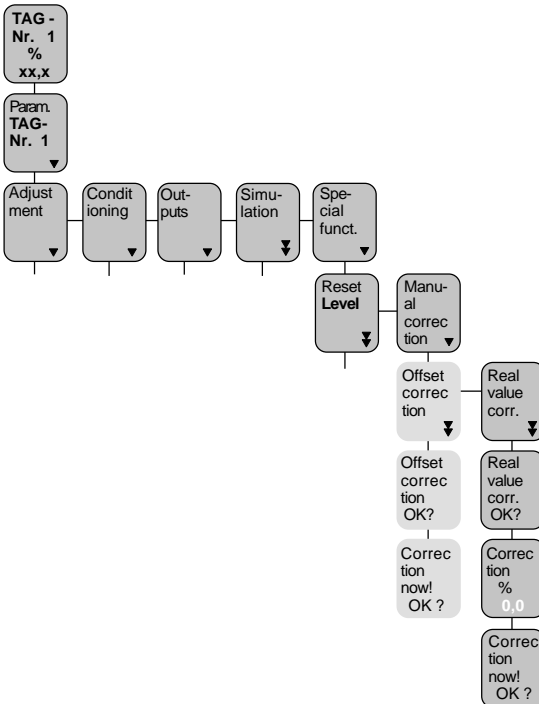 TAG -
Nr. 1
%
xx,x
Param.
TAG-
Nr. 1
Adjust
ment
Condit
ioning
Out-
puts
Simu-
lation
Spe-
cial
funct.
Reset
Level
Manu-
al
correc
tion
Offset
correc
tion
Real
value
corr.
Offset
correc
tion
OK?
Real
value
corr.
OK?
Correc
tion
now!
OK ?
Correc
tion
%
0,0
Correc
tion
now!
OK ?